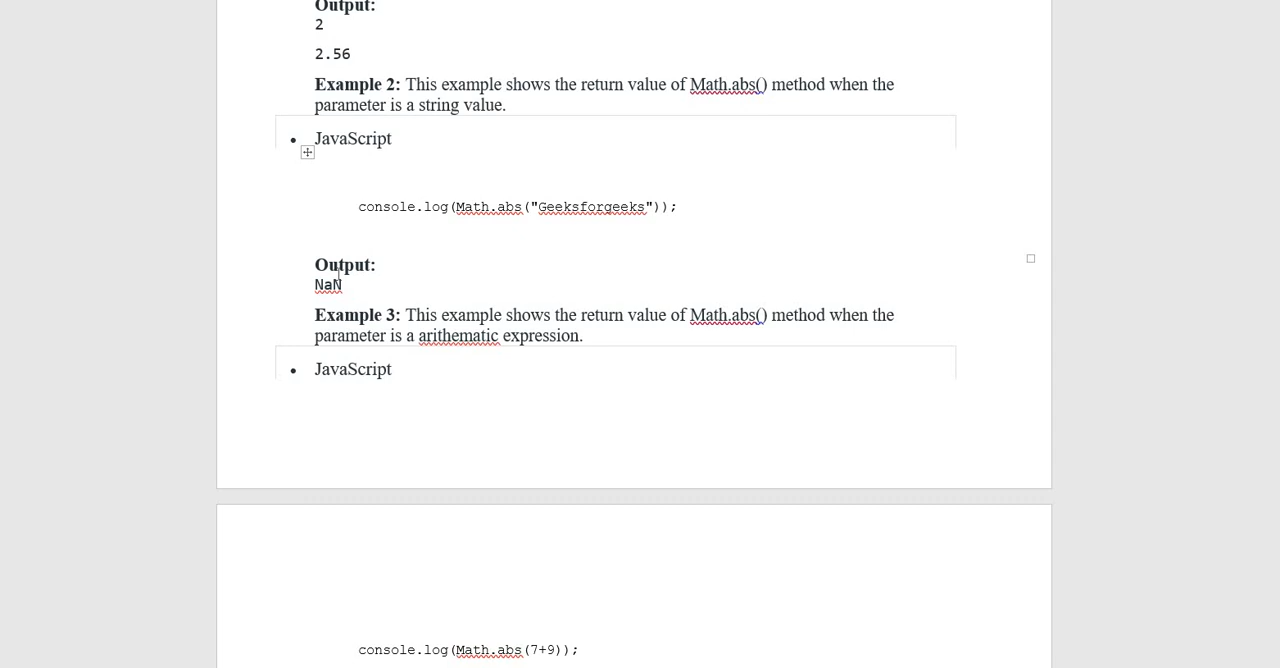 Output:
2
2.56
Example 2: This example shows the return value of Math.abs() method when the
parameter is a string value.
• JavaScript
console.log(Math.abs("Geeksforgeeks"));
Output:
NaN
Example 3: This example shows the return value of Math.abs() method when the
parameter is a arithematic expression.
• JavaScript
console.log(Math.abs(7+9));